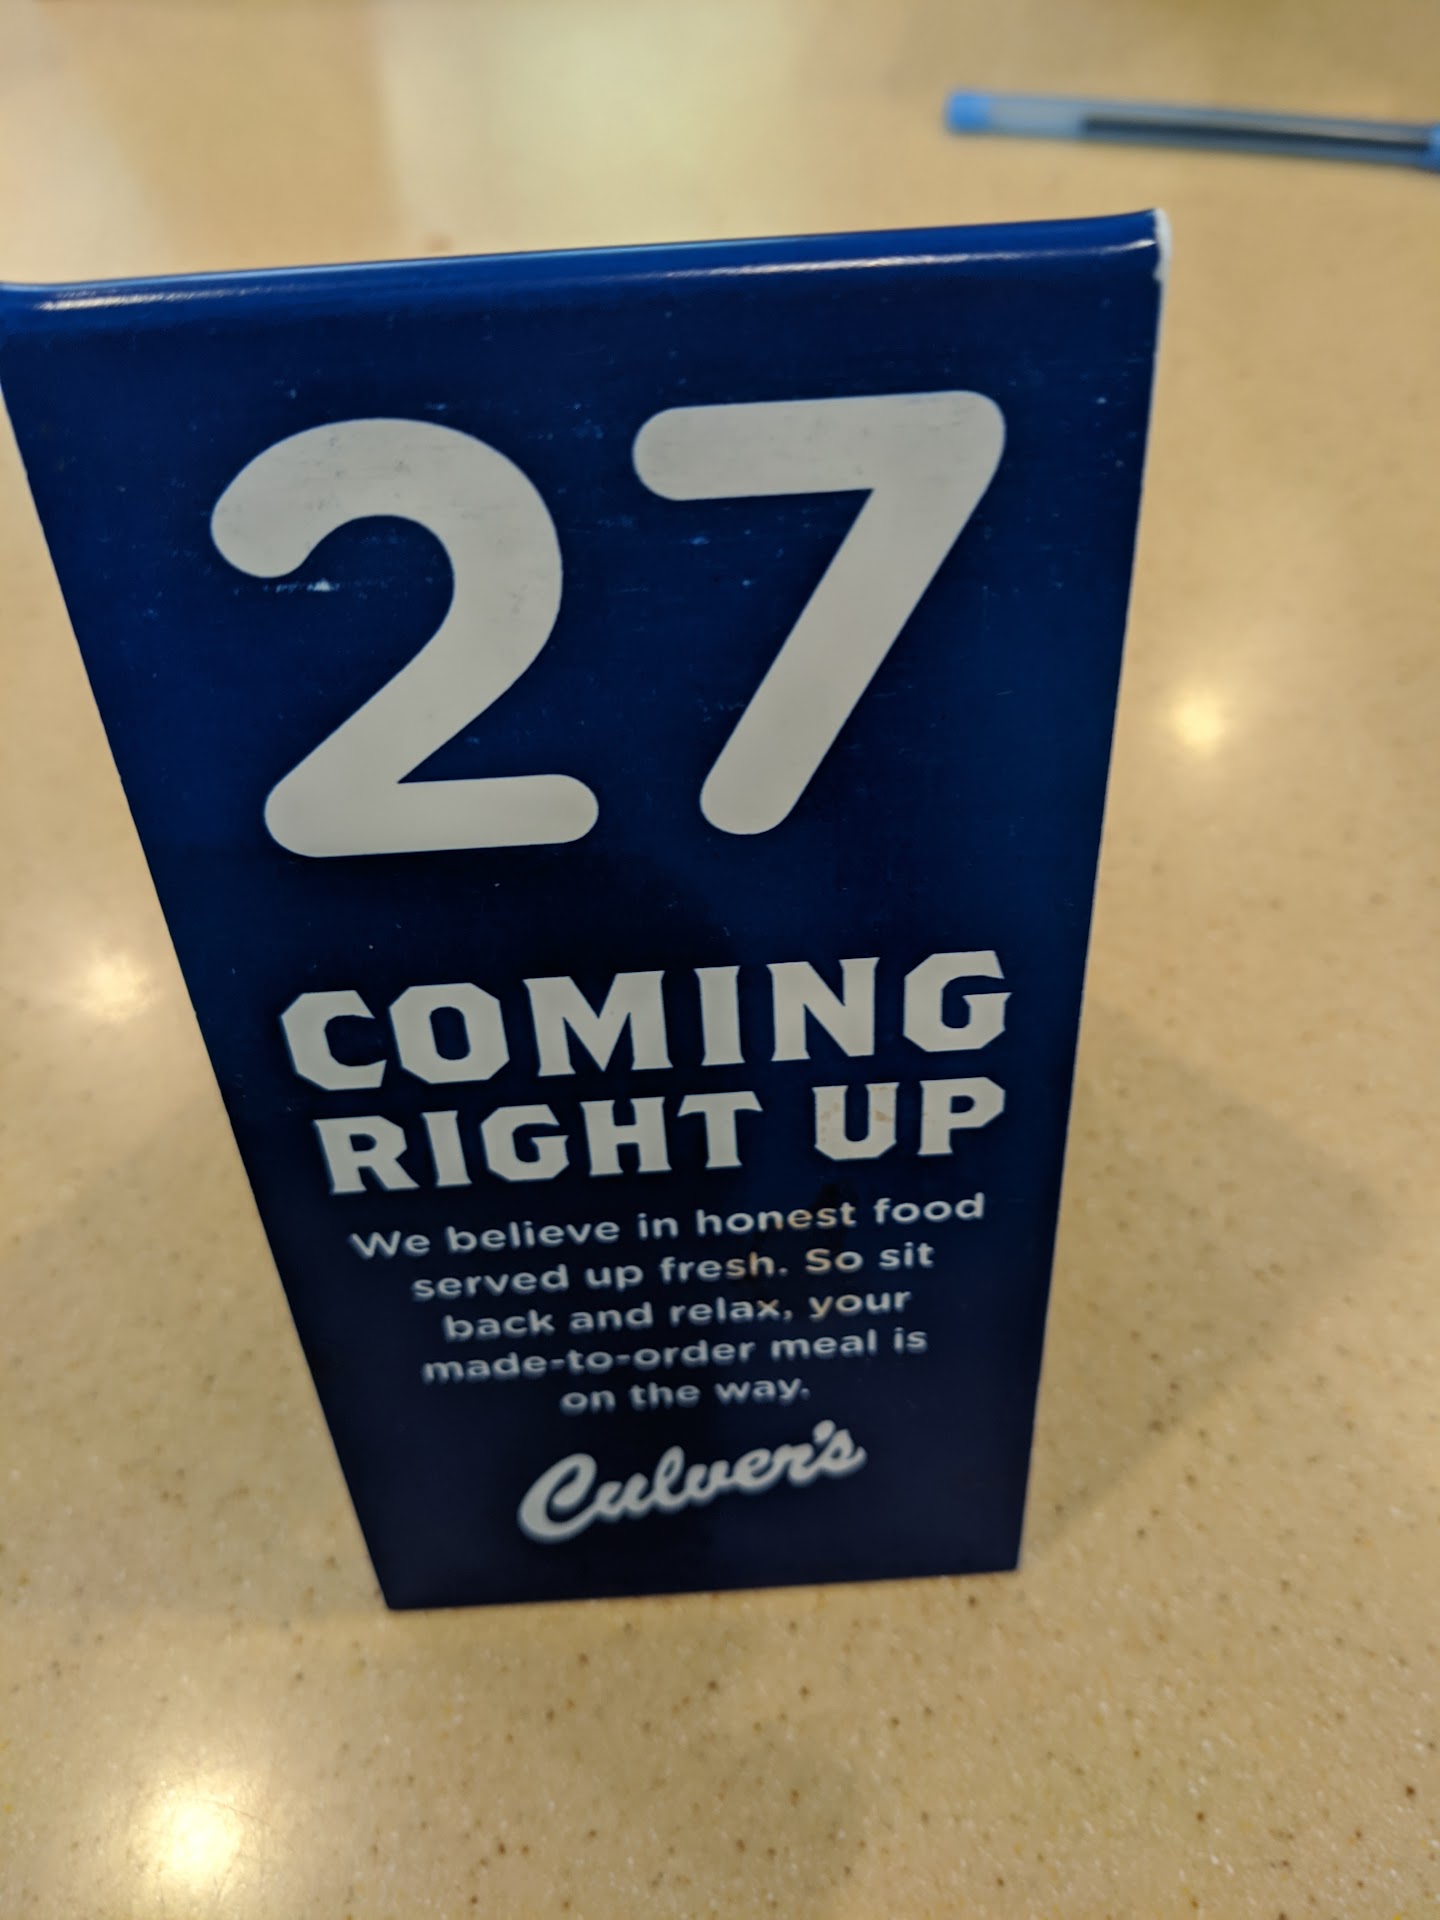 27
COMING
RIGHT UP
We believe in honest food
served up fresh. So sit
back and relax, your
made-to-order meal is
on the way.
Culver's